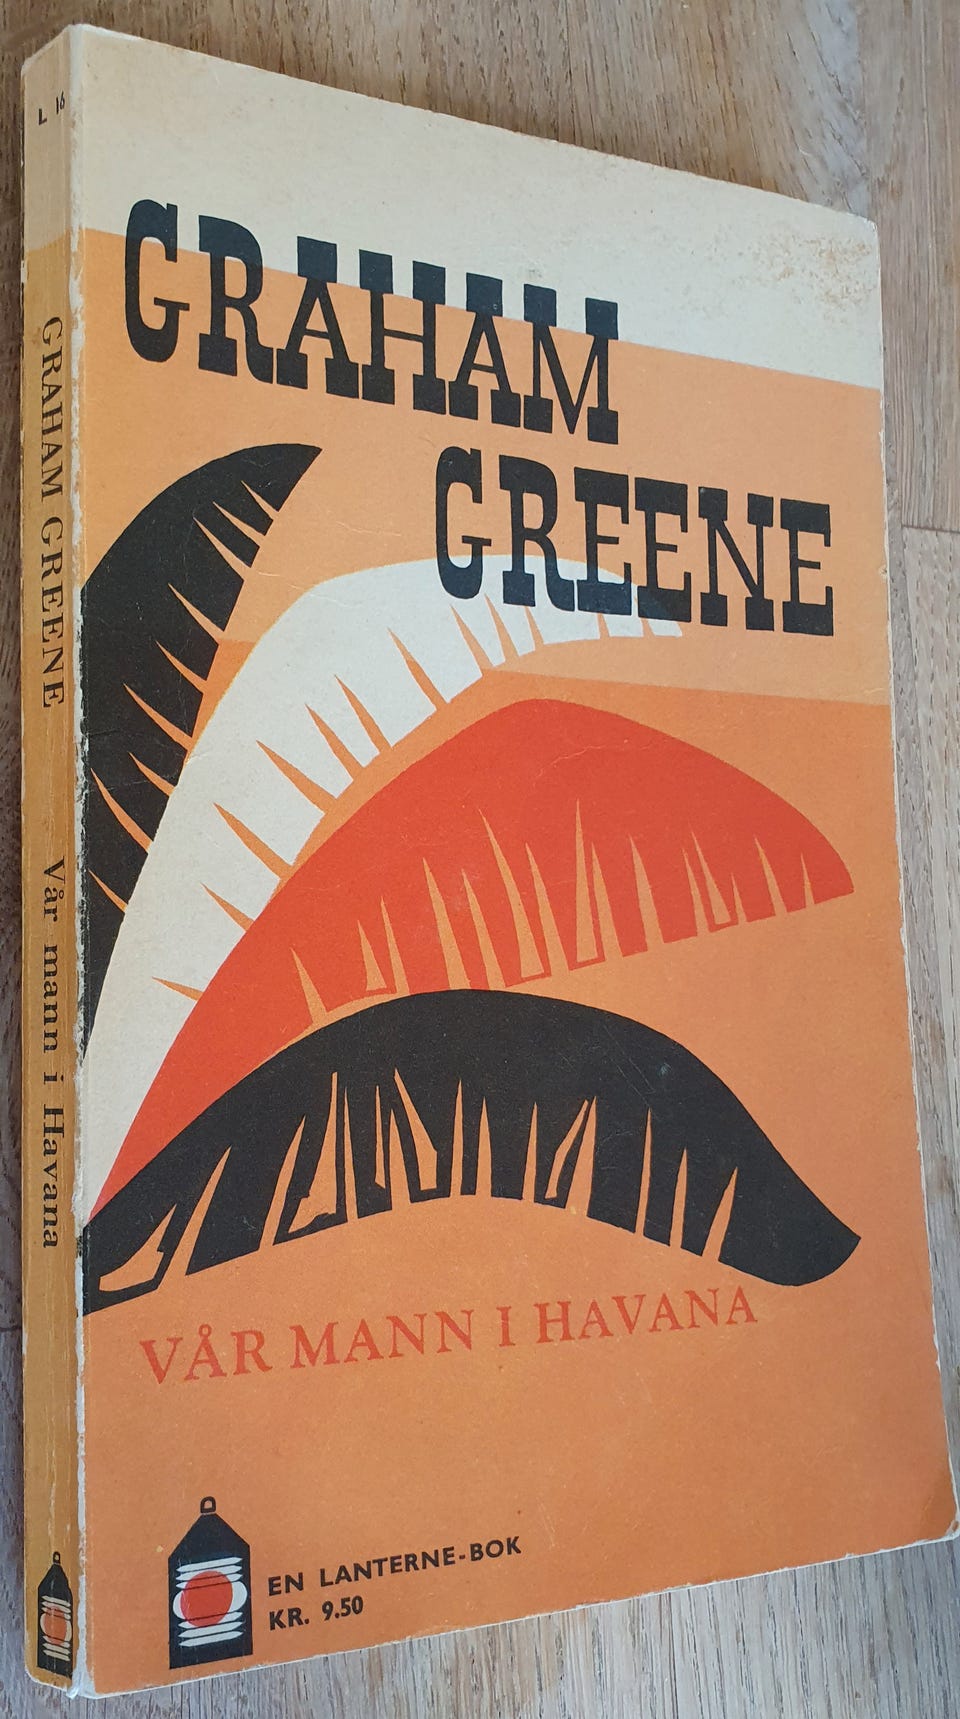 L 16
GRAHAM GREENE Vår mann i Havana
GRAHAM
GREENE
VÅR MANN I HAVANA
EN LANTERNE-BOK
KR. 9.50